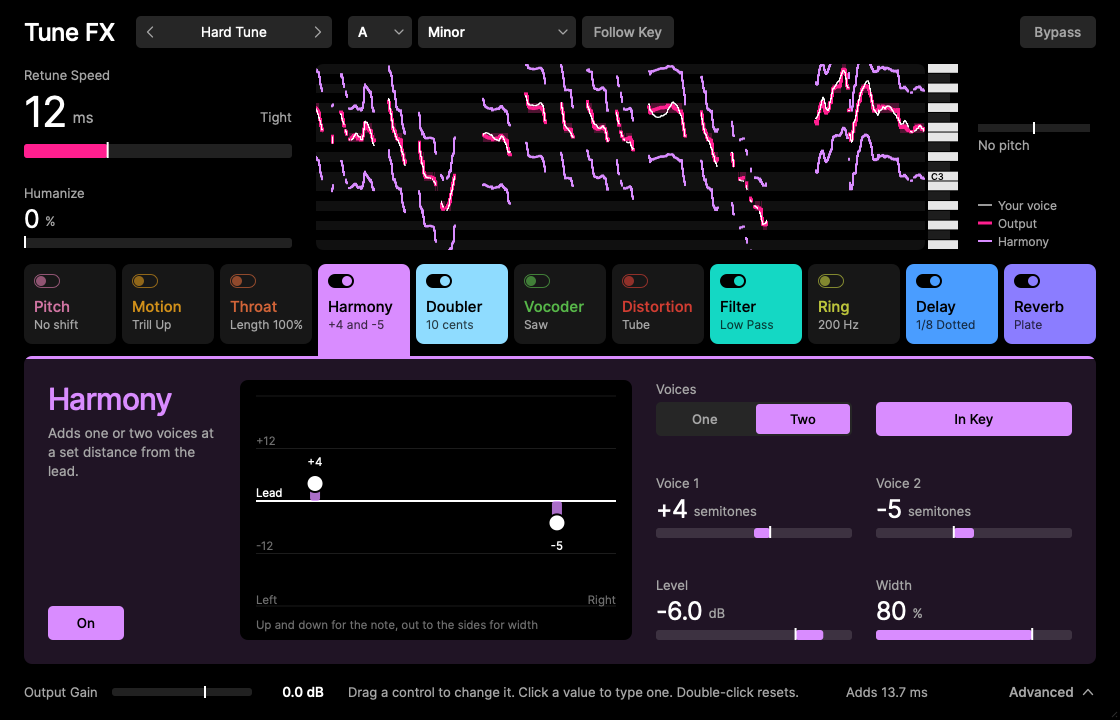 Tune FX
Hard Tune
A
Minor
Follow Key
Bypass
Retune Speed
12 ms
Tight
Humanize
0 %
C3
No pitch
Your voice
Output
Harmony
Pitch
No shift
Motion
Trill Up
Throat
Length 100%
Harmony
+4 and -5
Doubler
10 cents
Vocoder
Saw
Distortion
Tube
Filter
Low Pass
Ring
200 Hz
Delay
1/8 Dotted
Reverb
Plate
Harmony
Adds one or two voices at
a set distance from the
lead.
On
+12
+4
Lead
-12
-5
Left
Right
Up and down for the note, out to the sides for width
Voices
One
Two
In Key
Voice 1
+4 semitones
Voice 2
-5 semitones
Level
-6.0 dB
Width
80 %
Output Gain
0.0 dB
Drag a control to change it. Click a value to type one. Double-click resets.
Adds 13.7 ms
Advanced